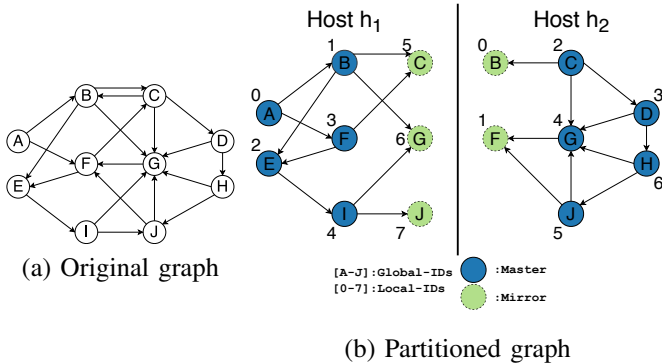 Host h₁
Host h₂
B
C
A
D
F
G
E
H
I
J
(a) Original graph
1
B
5
C
0
A
3
F
6
G
2
E
4
I
7
J
0
B
2
C
3
D
1
F
4
G
H
6
J
5
[A-J]:Global-IDs
[0-7]:Local-IDs
:Master
:Mirror
(b) Partitioned graph